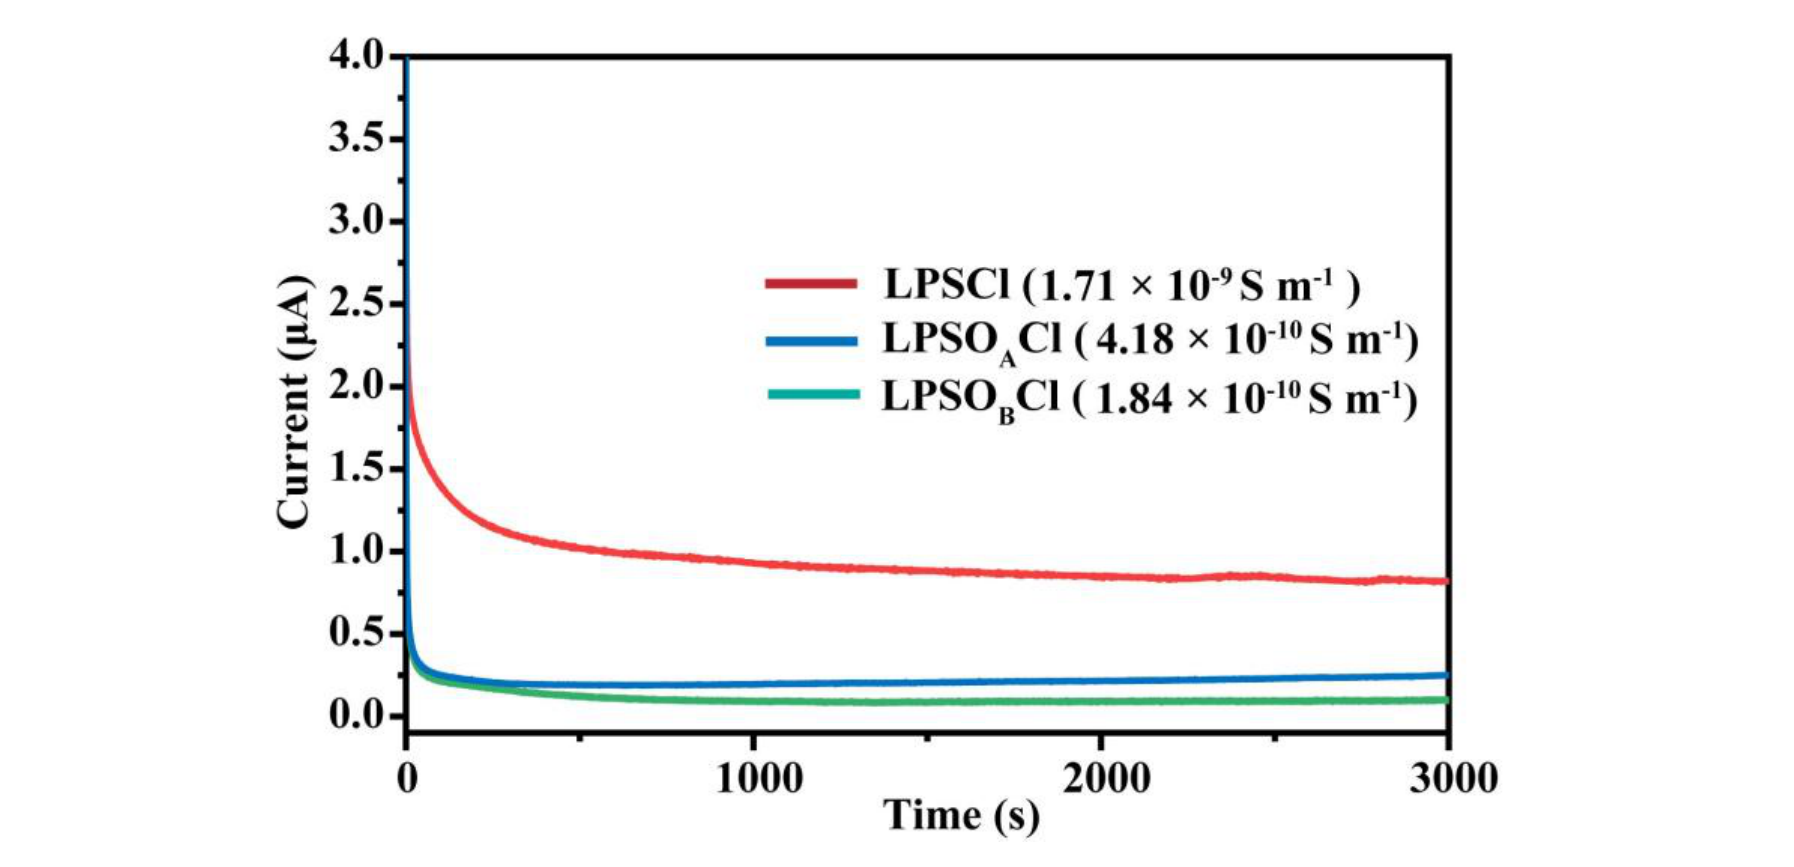 4.0
3.5
3.0
2.5
2.0
1.5
1.0
0.5
0.0
Current (μA)
LPSCl (1.71 × 10⁻⁹ S m⁻¹ )
LPSO_ACl ( 4.18 × 10⁻¹⁰ S m⁻¹)
LPSO_BCl ( 1.84 × 10⁻¹⁰ S m⁻¹)
0 1000 2000 3000
Time (s)